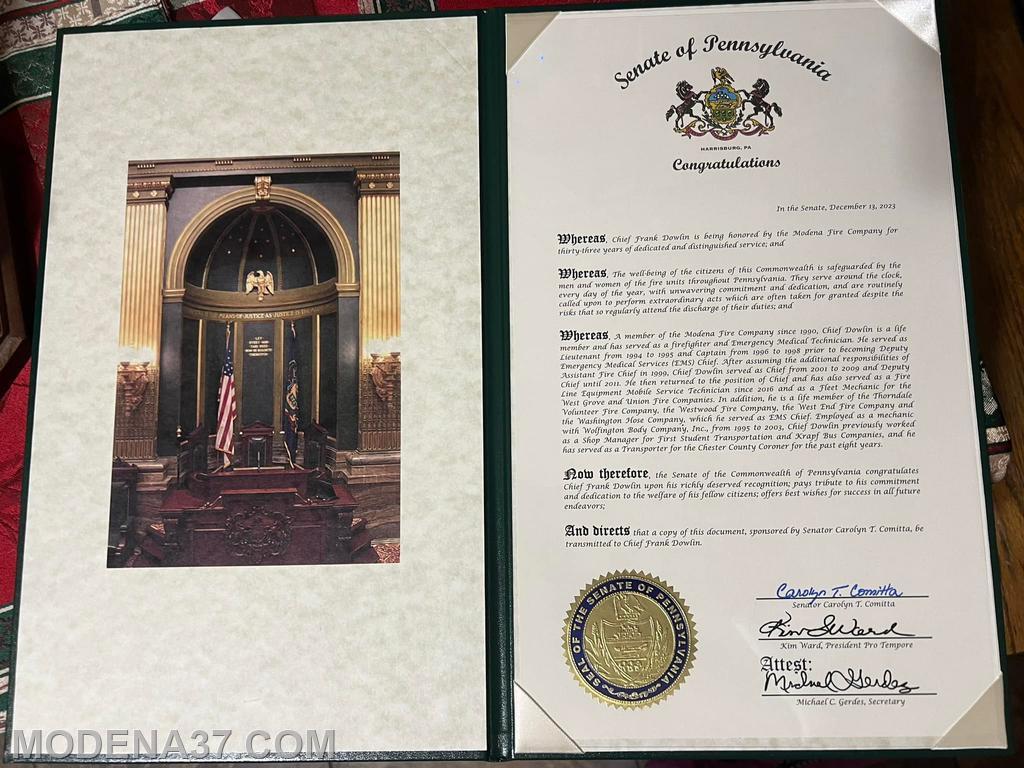 MEANS OF JUSTICE AS JUSTICE IS THE
Senate of Pennsylvania
HARRISBURG, PA
Congratulations
In the Senate, December 13, 2023
Whereas, Chief Frank Dowlin is being honored by the Modena Fire Company for
thirty-three years of dedicated and distinguished service; and
Whereas, The well-being of the citizens of this Commonwealth is safeguarded by the
men and women of the fire units throughout Pennsylvania. They serve around the clock,
every day of the year, with unwavering commitment and dedication, and are routinely
called upon to perform extraordinary acts which are often taken for granted despite the
risks that so regularly attend the discharge of their duties; and
Whereas, A member of the Modena Fire Company since 1990, Chief Dowlin is a life
member and has served as a firefighter and Emergency Medical Technician. He served as
Lieutenant from 1994 to 1995 and Captain from 1996 to 1998 prior to becoming Deputy
Emergency Medical Services (EMS) Chief. After assuming the additional responsibilities of
Assistant Fire Chief in 1999, Chief Dowlin served as Chief from 2001 to 2009 and Deputy
Chief until 2011. He then returned to the position of Chief and has also served as a Fire
Line Equipment Mobile Service Technician since 2016 and as a Fleet Mechanic for the
West Grove and Union Fire Companies. In addition, he is a life member of the Thorndale
Volunteer Fire Company, the Westwood Fire Company, the West End Fire Company and
the Washington Hose Company, which he served as EMS Chief. Employed as a mechanic
with Wolfington Body Company, Inc., from 1995 to 2003, Chief Dowlin previously worked
as a Shop Manager for First Student Transportation and Krapf Bus Companies, and he
has served as a Transporter for the Chester County Coroner for the past eight years.
Now therefore, the Senate of the Commonwealth of Pennsylvania congratulates
Chief Frank Dowlin upon his richly deserved recognition; pays tribute to his commitment
and dedication to the welfare of his fellow citizens; offers best wishes for success in all future
endeavors;
And directs that a copy of this document, sponsored by Senator Carolyn T. Comitta, be
transmitted to Chief Frank Dowlin.
SEAL OF THE SENATE OF PENNSYLVANIA
Carolyn T. Comitta
Senator Carolyn T. Comitta
Kim L Ward
Kim Ward, President Pro Tempore
Attest:
Michael C Gerdes
Michael C. Gerdes, Secretary
MODENA37.COM